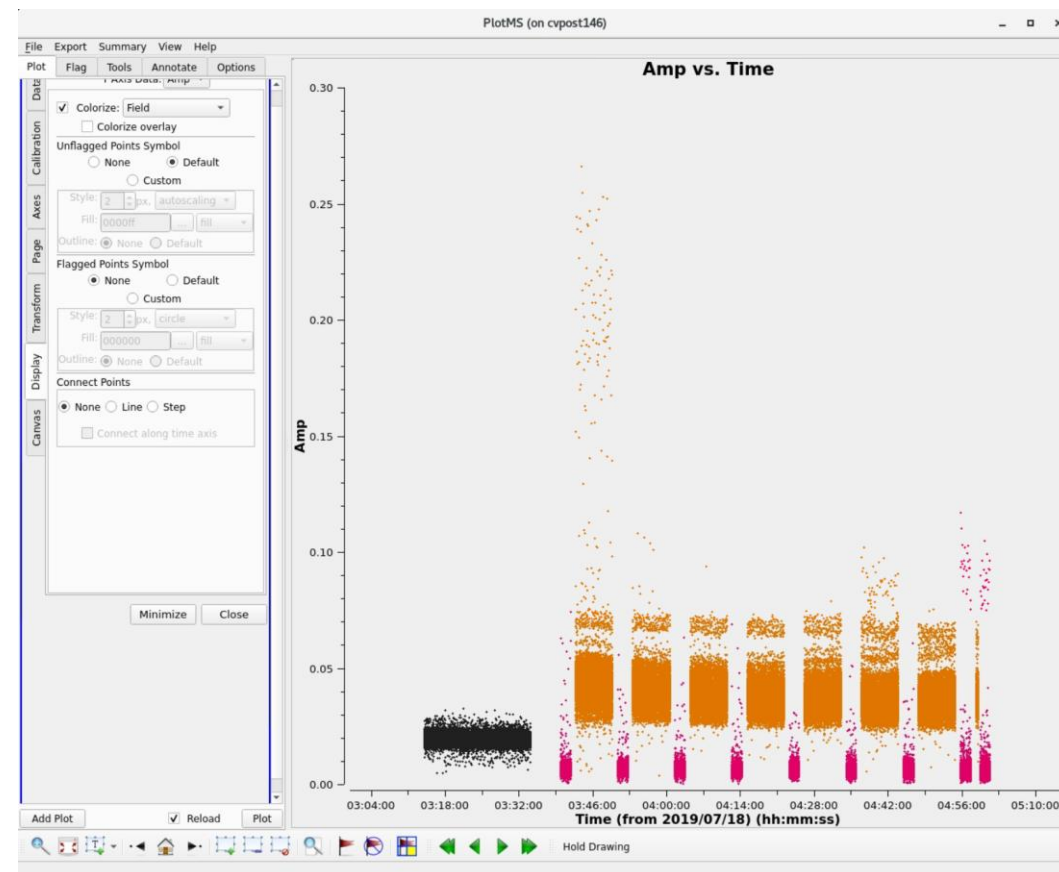 PlotMS (on cvpost146)
File Export Summary View Help
Plot Flag Tools Annotate Options
Data
Calibration
Axes
Page
Transform
Display
Canvas
Y Axis Data: Amp
Colorize: Field
Colorize overlay
Unflagged Points Symbol
None Default
Custom
Style: 2 px, autoscaling
Fill: 0000ff ... fill
Outline: None Default
Flagged Points Symbol
None Default
Custom
Style: 2 px, circle
Fill: 000000 ... fill
Outline: None Default
Connect Points
None Line Step
Connect along time axis
Minimize Close
Add Plot Reload Plot
Amp vs. Time
0.30
0.25
0.20
0.15
0.10
0.05
0.00
Amp
03:04:00 03:18:00 03:32:00 03:46:00 04:00:00 04:14:00 04:28:00 04:42:00 04:56:00 05:10:00
Time (from 2019/07/18) (hh:mm:ss)
Hold Drawing